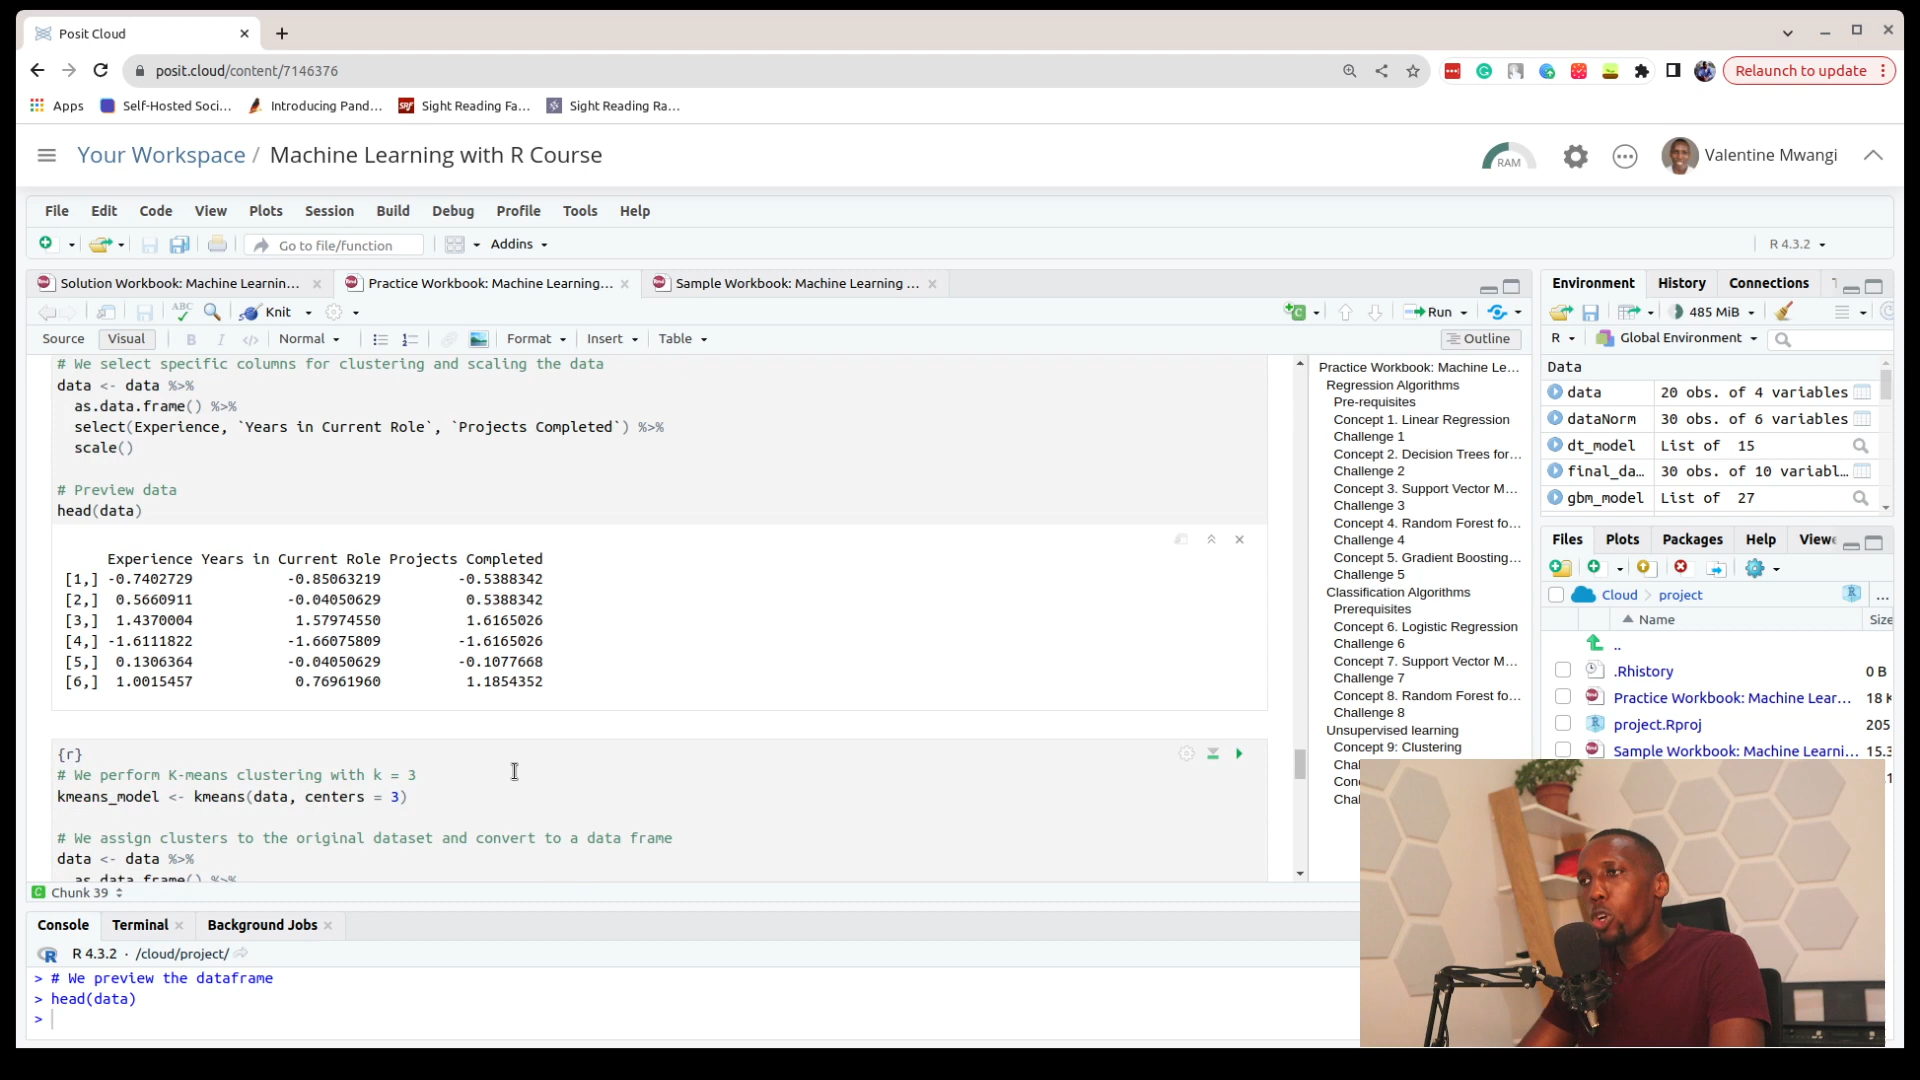 Posit Cloud
posit.cloud/content/7146376
Relaunch to update
Apps
Self-Hosted Soci...
Introducing Pand...
Sight Reading Fa...
Sight Reading Ra...
Your Workspace / Machine Learning with R Course
RAM
Valentine Mwangi
File Edit Code View Plots Session Build Debug Profile Tools Help
Go to file/function
Addins
R 4.3.2
Solution Workbook: Machine Learnin...
Practice Workbook: Machine Learning...
Sample Workbook: Machine Learning ...
ABC
Knit
Run
Source Visual B I </> Normal Format Insert Table Outline
# We select specific columns for clustering and scaling the data
data <- data %>%
as.data.frame() %>%
select(Experience, `Years in Current Role`, `Projects Completed`) %>%
scale()
# Preview data
head(data)
Experience Years in Current Role Projects Completed
[1,] -0.7402729 -0.85063219 -0.5388342
[2,] 0.5660911 -0.04050629 0.5388342
[3,] 1.4370004 1.57974550 1.6165026
[4,] -1.6111822 -1.66075809 -1.6165026
[5,] 0.1306364 -0.04050629 -0.1077668
[6,] 1.0015457 0.76961960 1.1854352
{r}
# We perform K-means clustering with k = 3
kmeans_model <- kmeans(data, centers = 3)
# We assign clusters to the original dataset and convert to a data frame
data <- data %>%
as.data.frame() %>%
Chunk 39
Practice Workbook: Machine Le...
Regression Algorithms
Pre-requisites
Concept 1. Linear Regression
Challenge 1
Concept 2. Decision Trees for...
Challenge 2
Concept 3. Support Vector M...
Challenge 3
Concept 4. Random Forest fo...
Challenge 4
Concept 5. Gradient Boosting...
Challenge 5
Classification Algorithms
Prerequisites
Concept 6. Logistic Regression
Challenge 6
Concept 7. Support Vector M...
Challenge 7
Concept 8. Random Forest fo...
Challenge 8
Unsupervised learning
Concept 9: Clustering
Cha
Con
Cha
Console Terminal Background Jobs
R 4.3.2 · /cloud/project/
> # We preview the dataframe
> head(data)
>
Environment History Connections
485 MiB
R Global Environment
Data
data 20 obs. of 4 variables
dataNorm 30 obs. of 6 variables
dt_model List of 15
final_da... 30 obs. of 10 variabl...
gbm_model List of 27
Files Plots Packages Help
Cloud project ...
Name Size
..
.Rhistory 0 B
Practice Workbook: Machine Lear... 18 K
project.Rproj 205
Sample Workbook: Machine Learni... 15.3